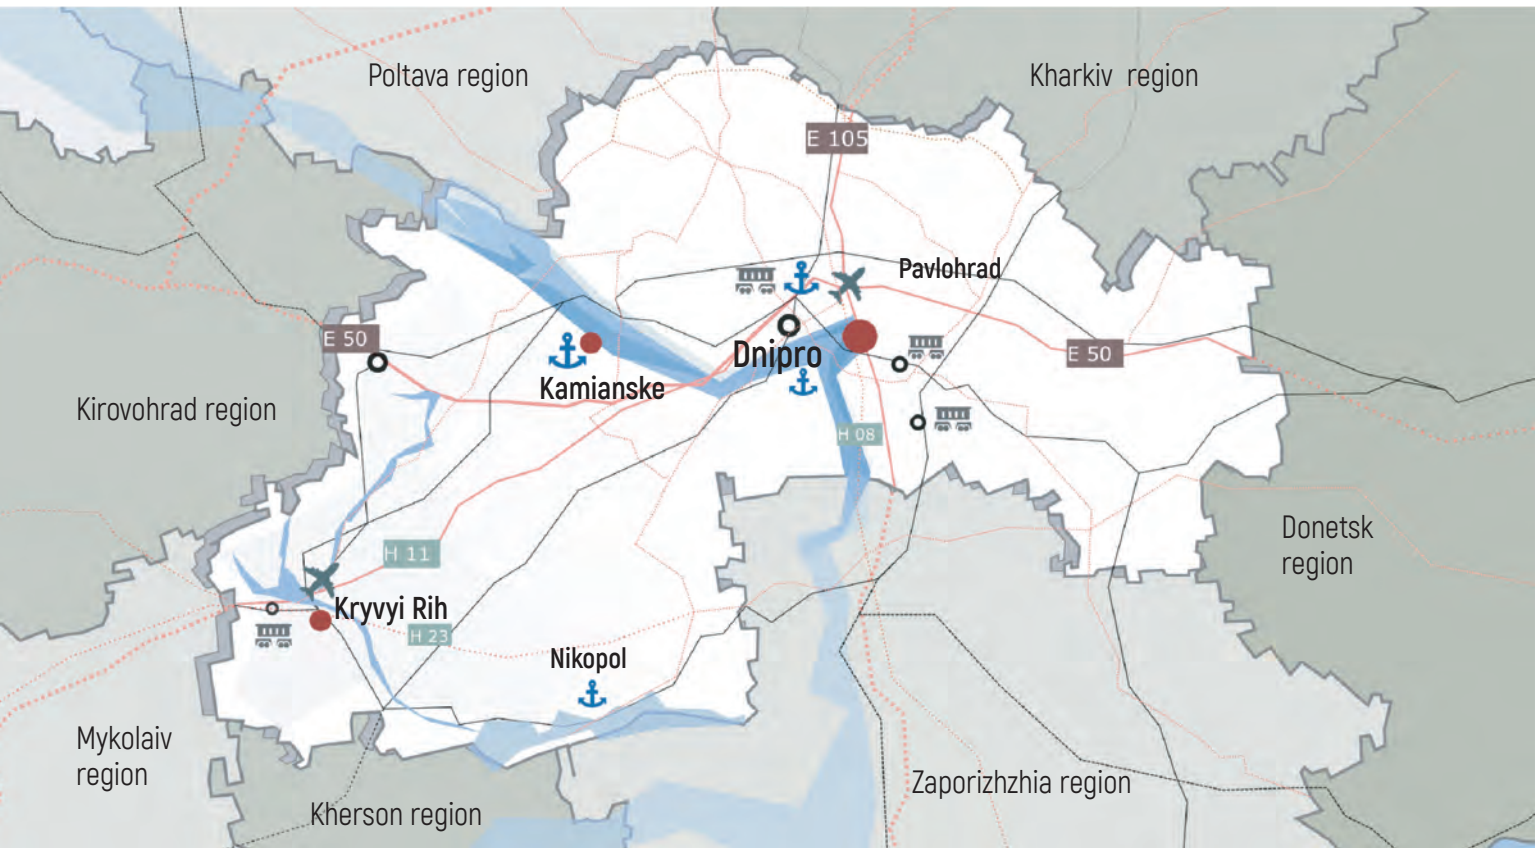 Poltava region
Kharkiv region
E 105
Pavlohrad
E 50
Dnipro
E 50
Kamianske
Kirovohrad region
H 08
Donetsk
region
H 11
Kryvyi Rih
H 23
Nikopol
Mykolaiv
region
Zaporizhzhia region
Kherson region